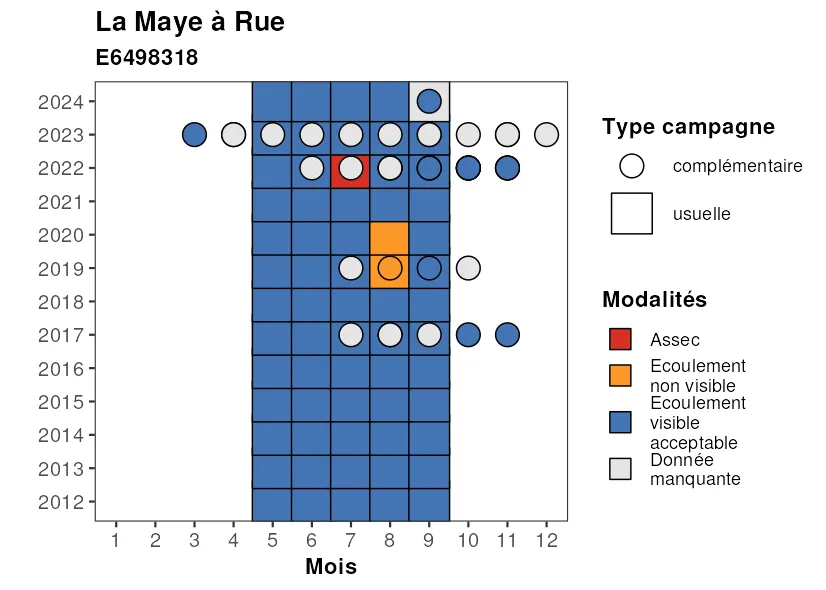 La Maye à Rue
E6498318
2024
2023
2022
2021
2020
2019
2018
2017
2016
2015
2014
2013
2012
1 2 3 4 5 6 7 8 9 10 11 12
Mois
Type campagne
complémentaire
usuelle
Modalités
Assec
Ecoulement
non visible
Ecoulement
visible
acceptable
Donnée
manquante